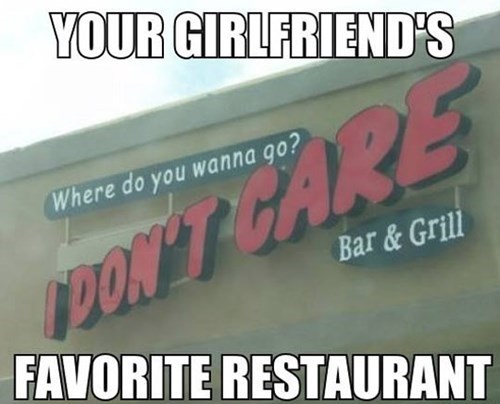 YOUR GIRLFRIEND'S
Where do you wanna go?
I DON'T CARE
Bar & Grill
FAVORITE RESTAURANT